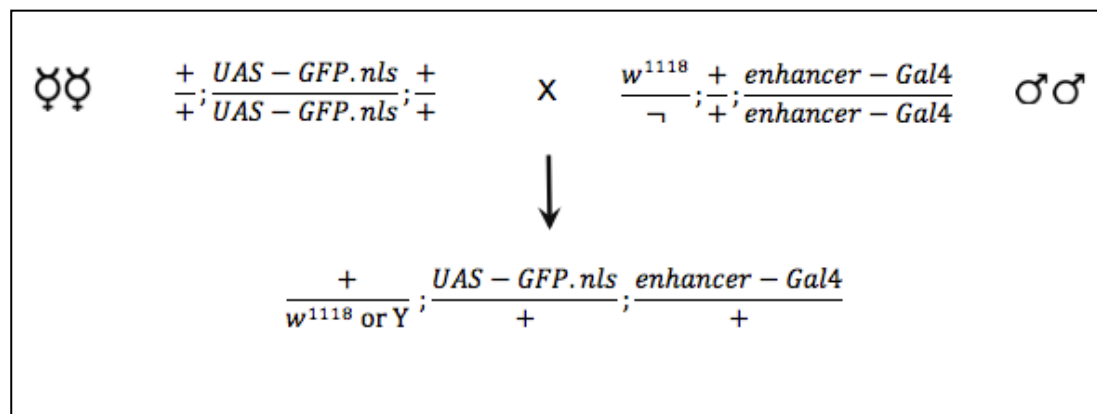 ☿☿ +/+ ; UAS − GFP.nls/UAS − GFP.nls ; +/+ x w¹¹¹⁸/¬ ; +/+ ; enhancer − Gal4/enhancer − Gal4 ♂♂
+/w¹¹¹⁸ or Y ; UAS − GFP.nls/+ ; enhancer − Gal4/+